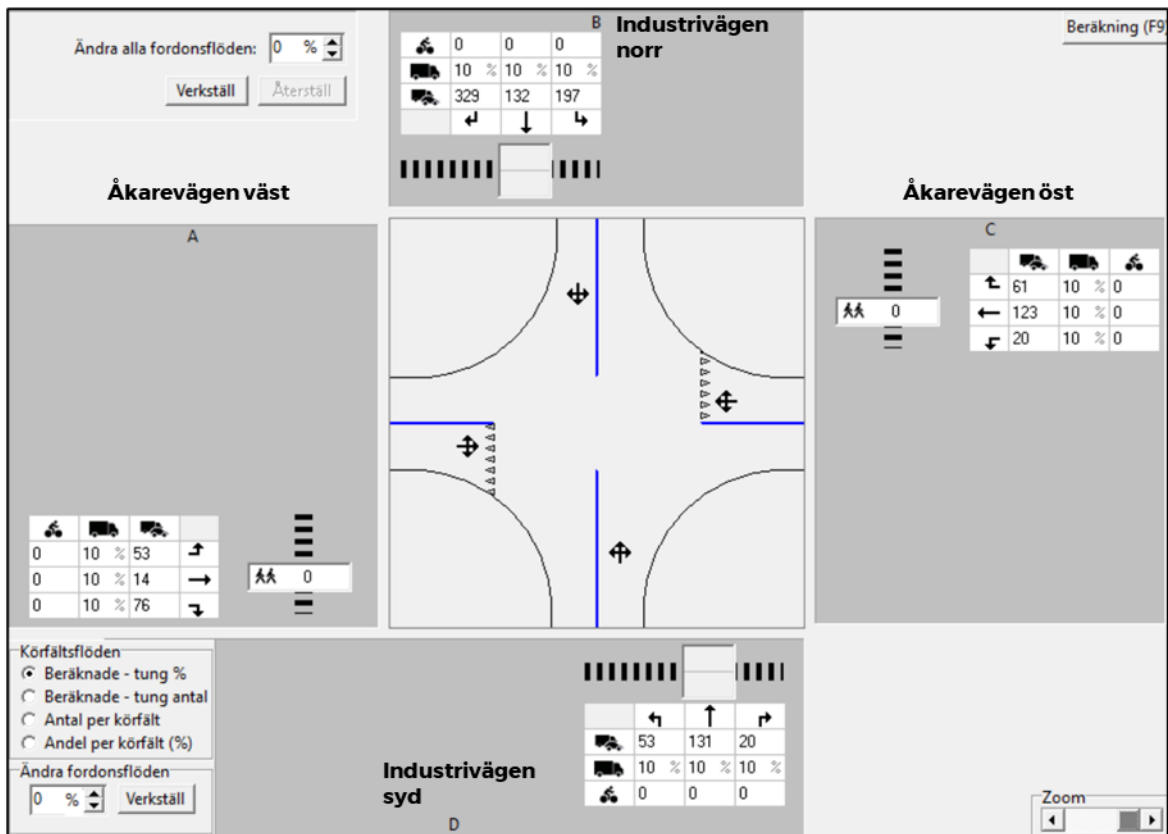 Ändra alla fordonsflöden: 0 %
Verkställ Återställ
B Industrivägen
norr
0 0 0
10 % 10 % 10 %
329 132 197
Beräkning (F9)
Åkarevägen väst
A
0 10 % 53
0 10 % 14
0 10 % 76
0
Åkarevägen öst
C
0
61 10 % 0
123 10 % 0
20 10 % 0
Körfältsflöden
Beräknade - tung %
Beräknade - tung antal
Antal per körfält
Andel per körfält (%)
Ändra fordonsflöden
0 % Verkställ
53 131 20
10 % 10 % 10 %
0 0 0
Industrivägen
syd
D
Zoom